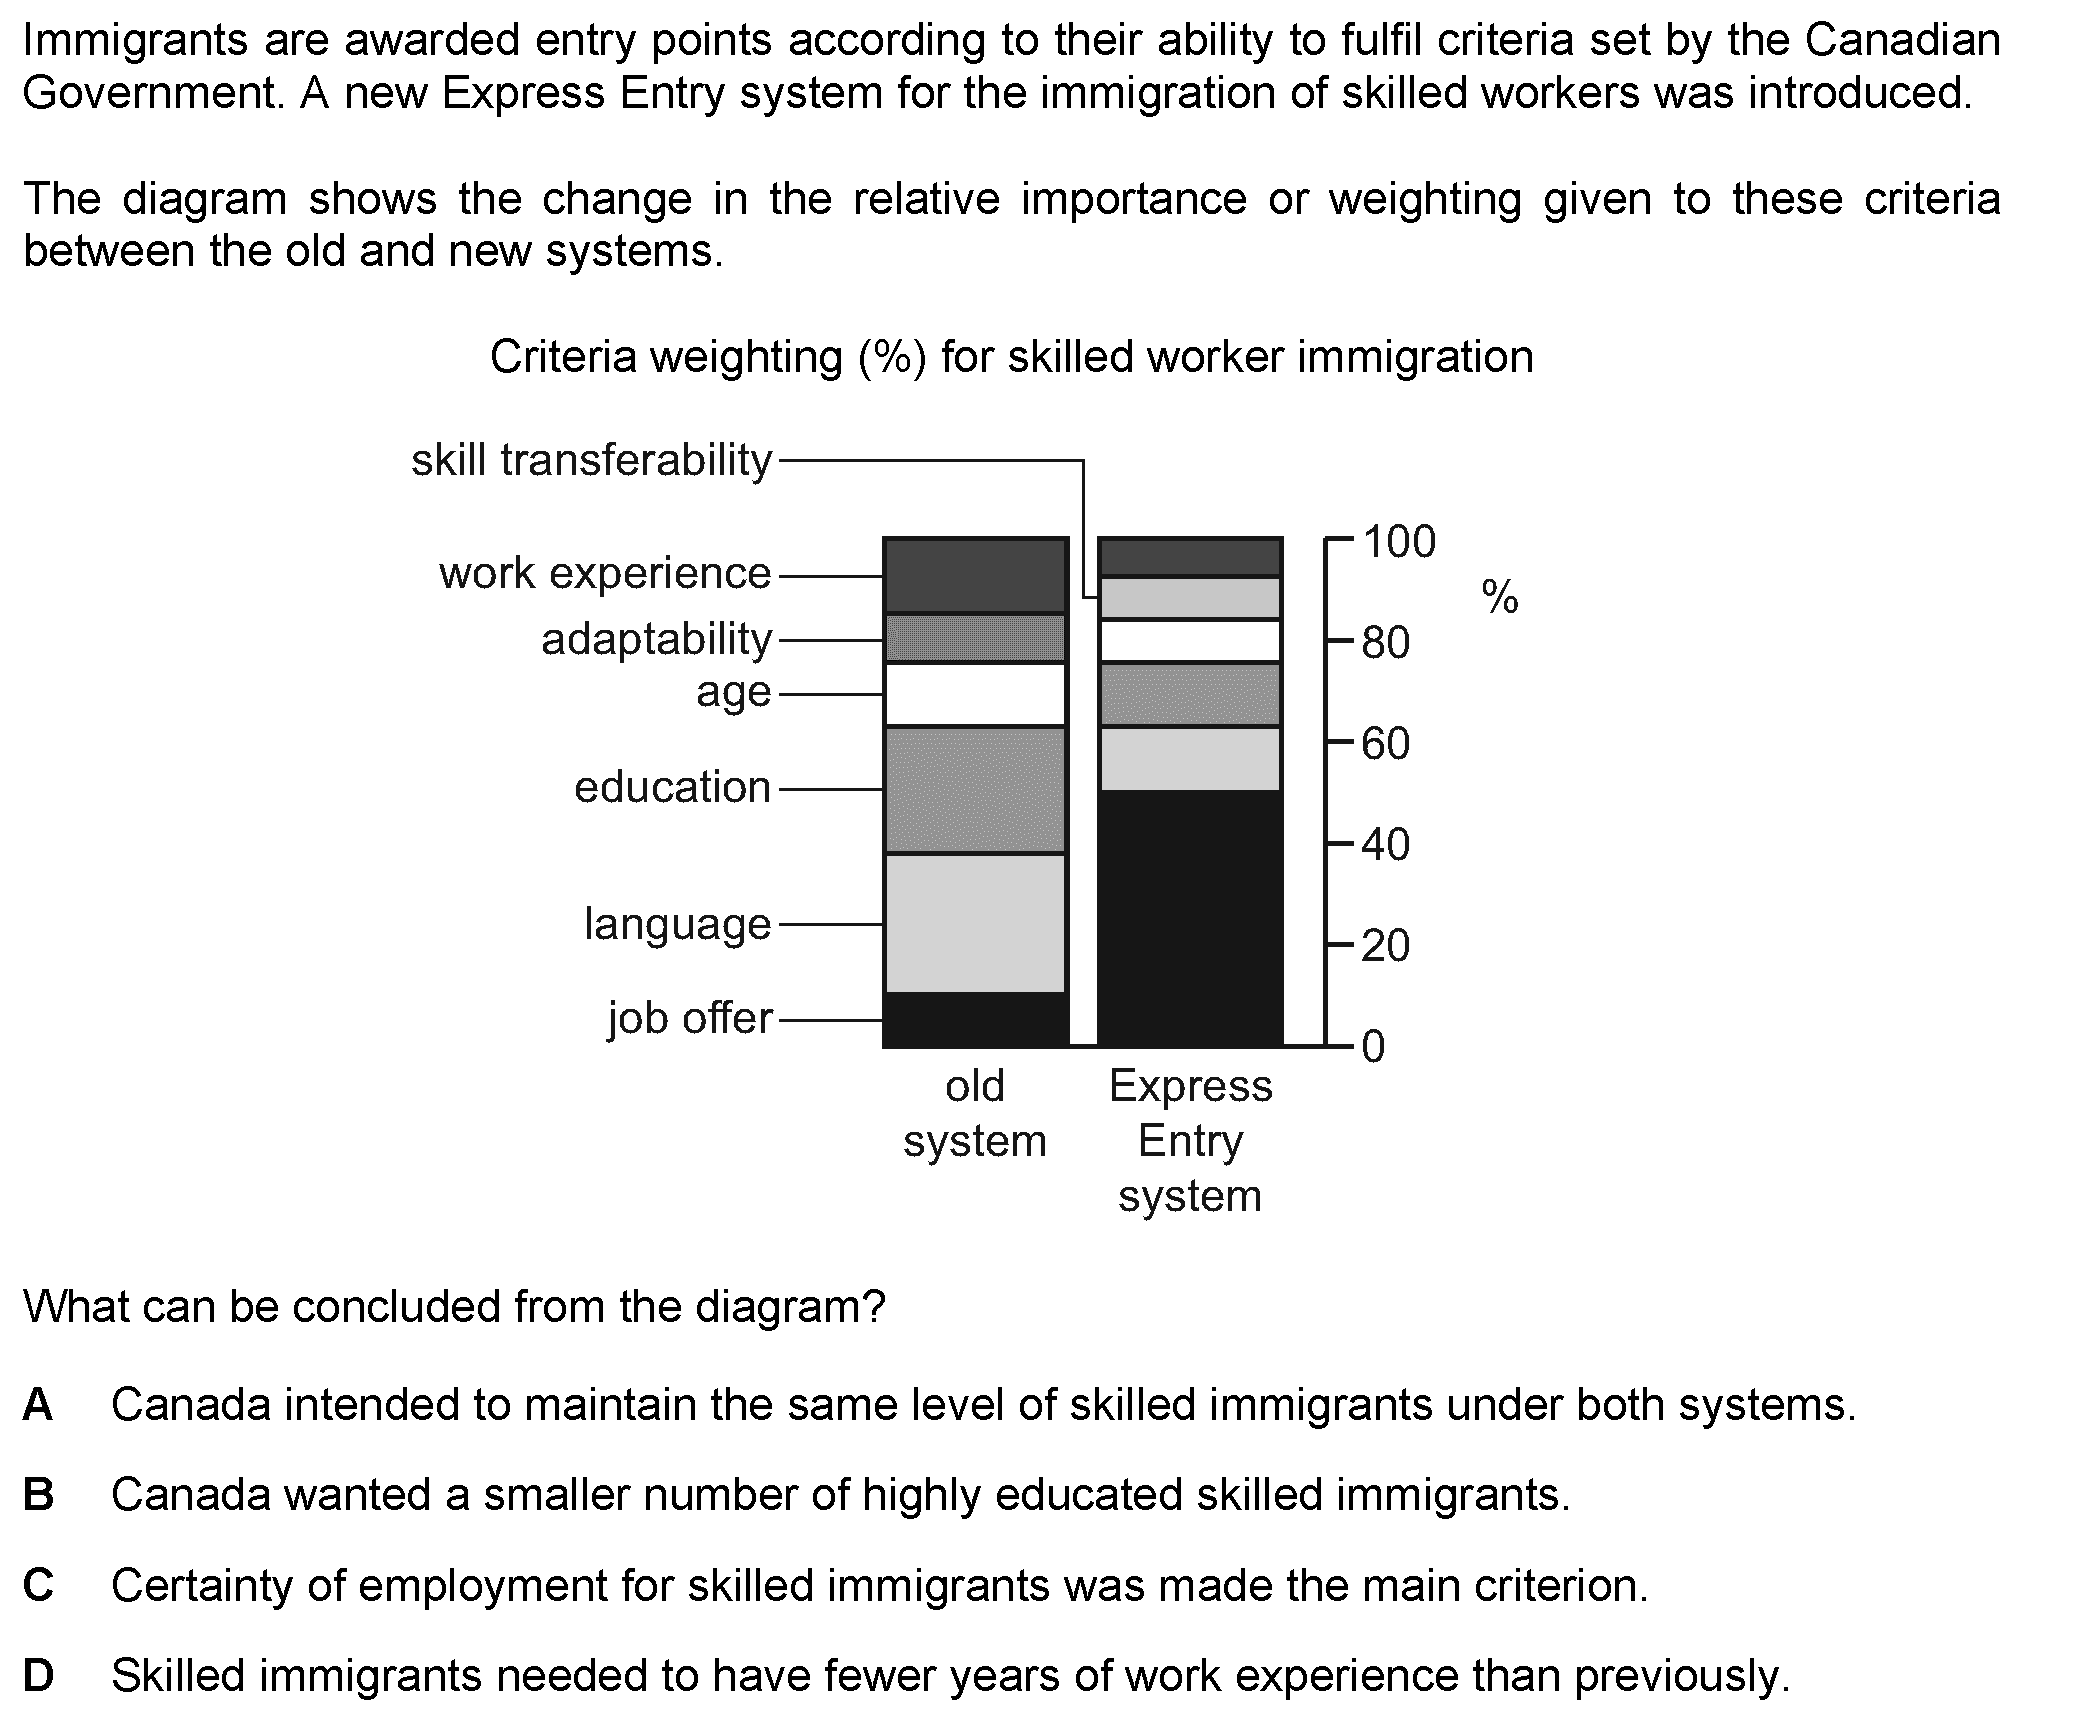 Immigrants are awarded entry points according to their ability to fulfil criteria set by the Canadian
Government. A new Express Entry system for the immigration of skilled workers was introduced.
The diagram shows the change in the relative importance or weighting given to these criteria
between the old and new systems.
Criteria weighting (%) for skilled worker immigration
skill transferability
work experience
adaptability
age
education
language
job offer
100
%
80
60
40
20
0
old
system
Express
Entry
system
What can be concluded from the diagram?
A Canada intended to maintain the same level of skilled immigrants under both systems.
B Canada wanted a smaller number of highly educated skilled immigrants.
C Certainty of employment for skilled immigrants was made the main criterion.
D Skilled immigrants needed to have fewer years of work experience than previously.